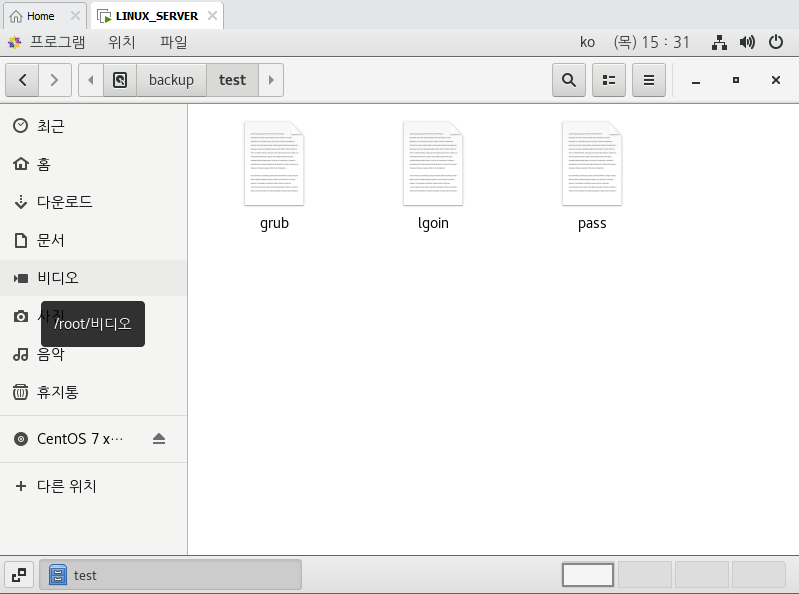 Home
LINUX_SERVER
프로그램 위치 파일 ko (목) 15 : 31
backup test
최근
홈
다운로드
문서
비디오
/root/비디오
음악
휴지통
CentOS 7 x…
다른 위치
grub lgoin pass
test